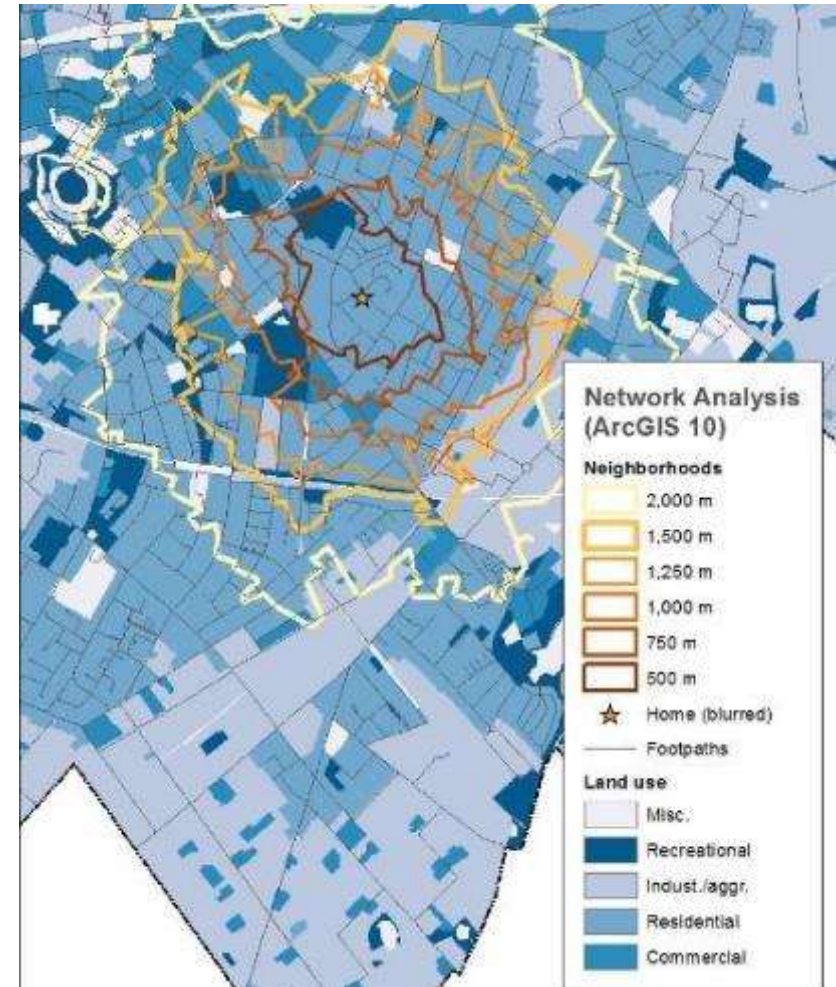 Network Analysis
(ArcGIS 10)
Neighborhoods
2,000 m
1,500 m
1,250 m
1,000 m
750 m
500 m
Home (blurred)
Footpaths
Land use
Misc.
Recreational
Indust./aggr.
Residential
Commercial